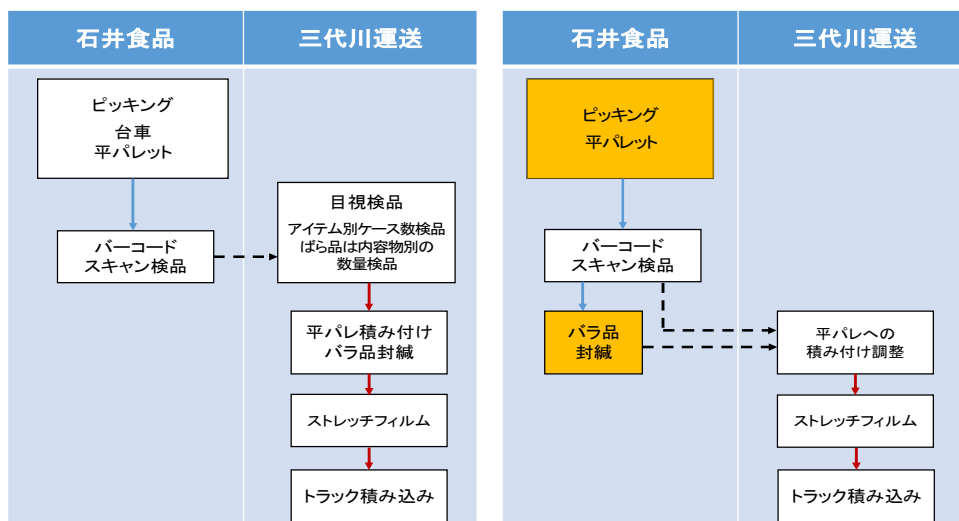 石井食品
三代川運送
ピッキング
台車
平パレット
バーコード
スキャン検品
目視検品
アイテム別ケース数検品
ばら品は内容物別の
数量検品
平パレ積み付け
バラ品封緘
ストレッチフィルム
トラック積み込み
石井食品
三代川運送
ピッキング
平パレット
バーコード
スキャン検品
バラ品
封緘
平パレへの
積み付け調整
ストレッチフィルム
トラック積み込み